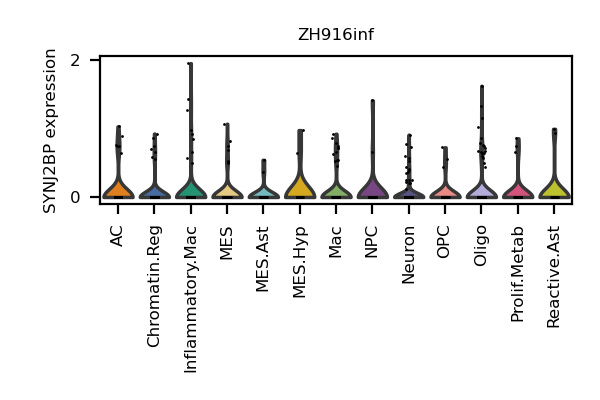 ZH916inf
SYNJ2BP expression
2
0
AC
Chromatin.Reg
Inflammatory.Mac
MES
MES.Ast
MES.Hyp
Mac
NPC
Neuron
OPC
Oligo
Prolif.Metab
Reactive.Ast